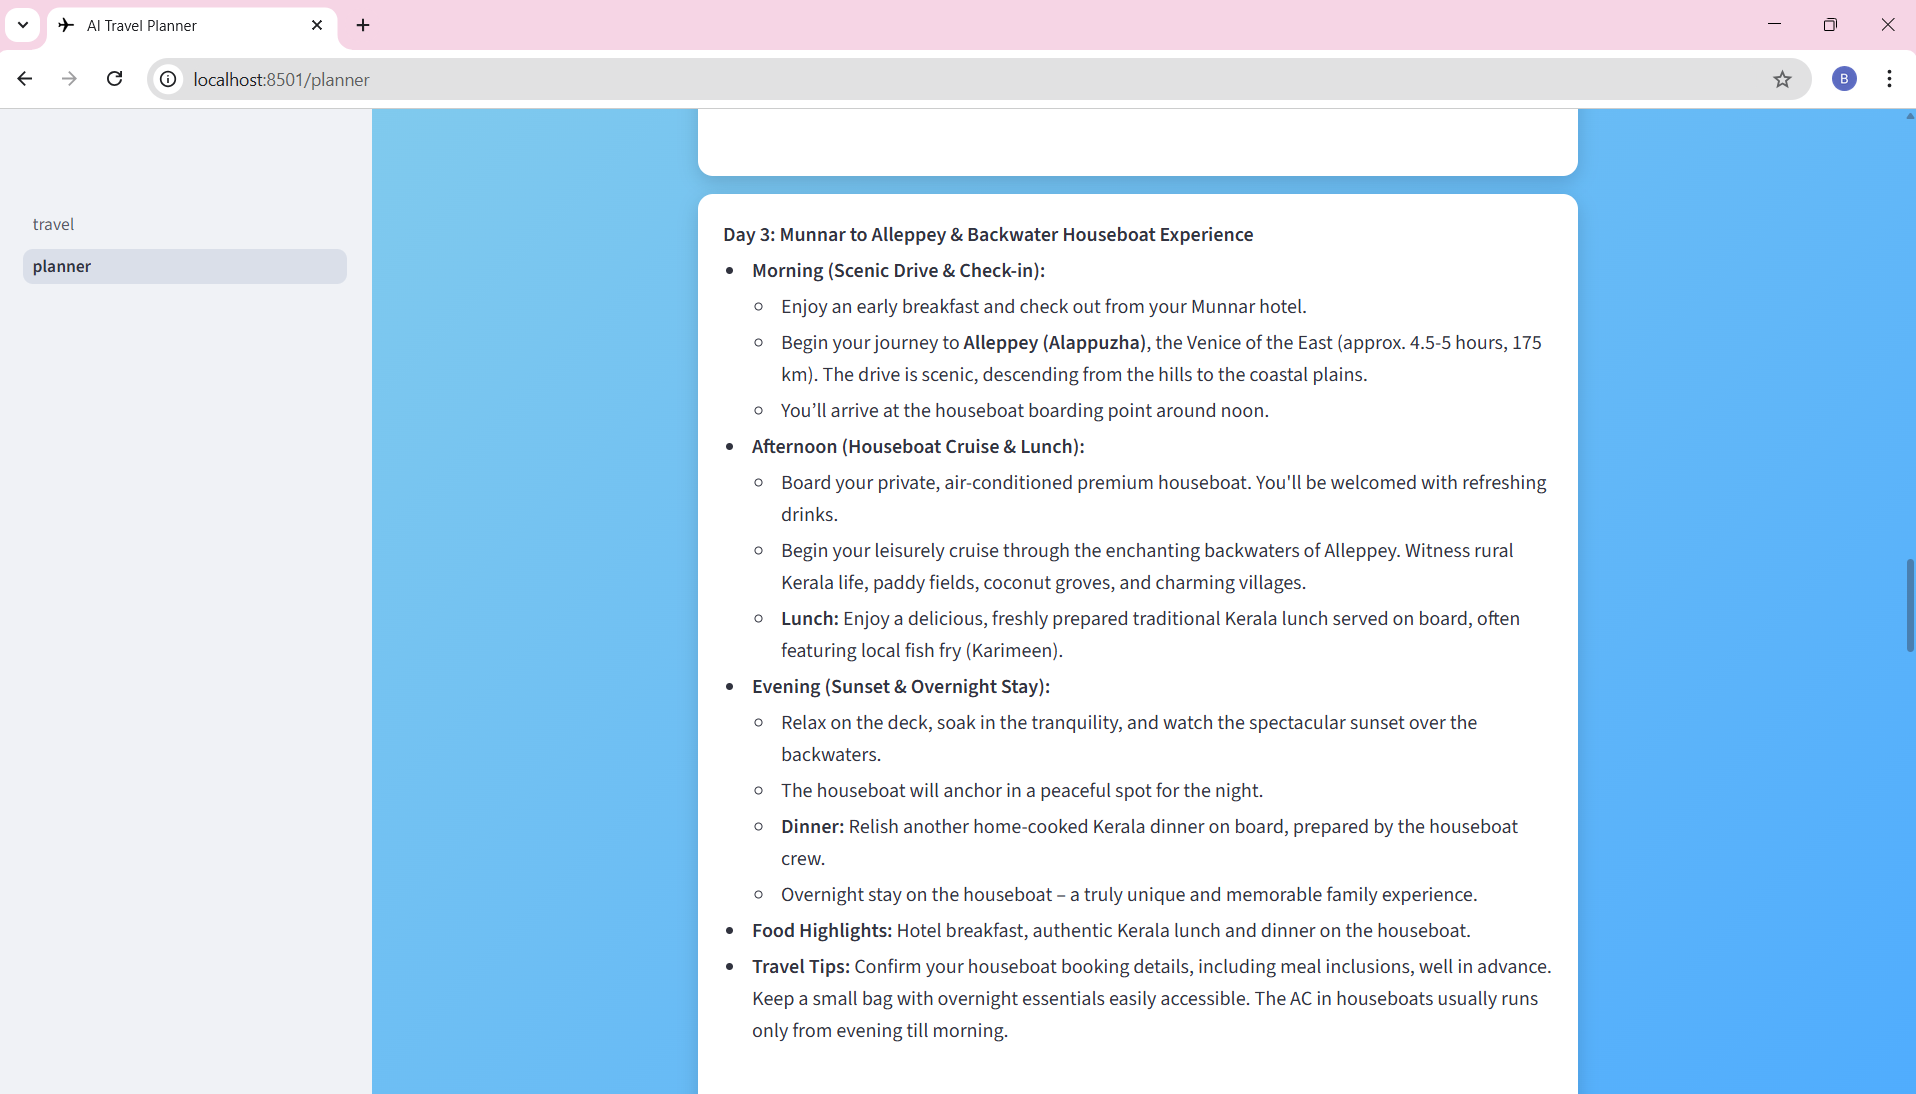 AI Travel Planner
localhost:8501/planner
B
travel
planner
Day 3: Munnar to Alleppey & Backwater Houseboat Experience
Morning (Scenic Drive & Check-in):
Enjoy an early breakfast and check out from your Munnar hotel.
Begin your journey to Alleppey (Alappuzha), the Venice of the East (approx. 4.5-5 hours, 175
km). The drive is scenic, descending from the hills to the coastal plains.
You’ll arrive at the houseboat boarding point around noon.
Afternoon (Houseboat Cruise & Lunch):
Board your private, air-conditioned premium houseboat. You'll be welcomed with refreshing
drinks.
Begin your leisurely cruise through the enchanting backwaters of Alleppey. Witness rural
Kerala life, paddy fields, coconut groves, and charming villages.
Lunch: Enjoy a delicious, freshly prepared traditional Kerala lunch served on board, often
featuring local fish fry (Karimeen).
Evening (Sunset & Overnight Stay):
Relax on the deck, soak in the tranquility, and watch the spectacular sunset over the
backwaters.
The houseboat will anchor in a peaceful spot for the night.
Dinner: Relish another home-cooked Kerala dinner on board, prepared by the houseboat
crew.
Overnight stay on the houseboat – a truly unique and memorable family experience.
Food Highlights: Hotel breakfast, authentic Kerala lunch and dinner on the houseboat.
Travel Tips: Confirm your houseboat booking details, including meal inclusions, well in advance.
Keep a small bag with overnight essentials easily accessible. The AC in houseboats usually runs
only from evening till morning.